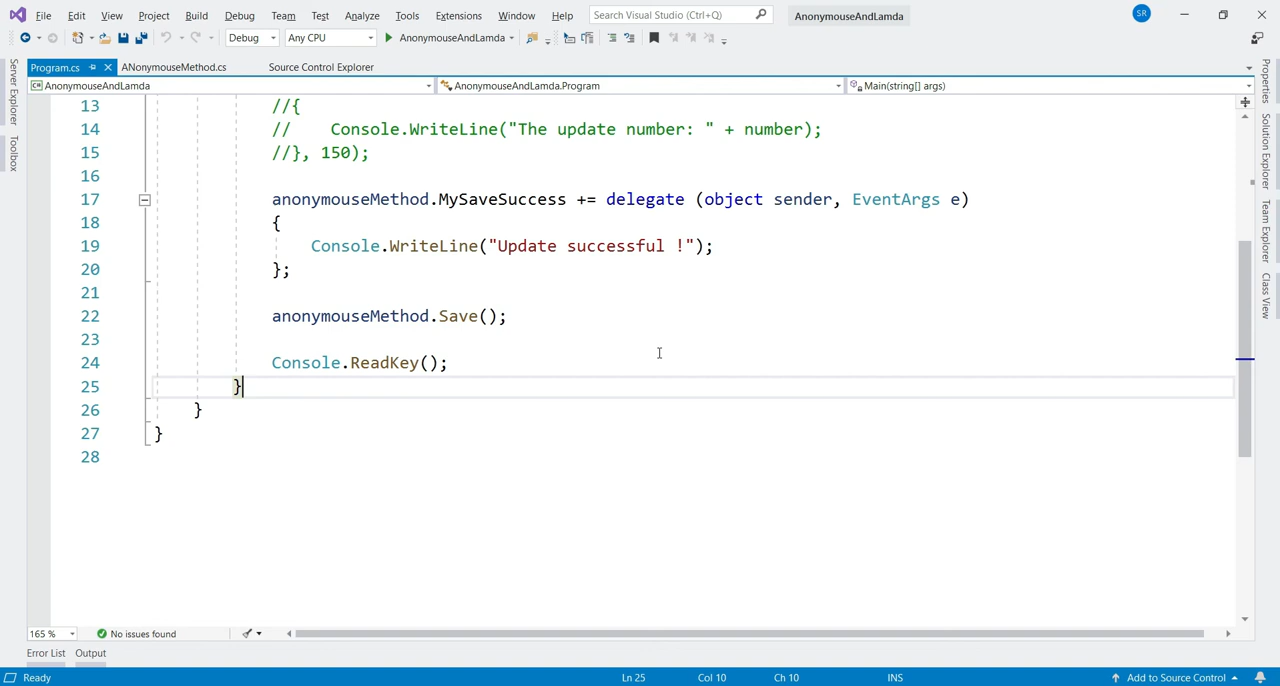 File Edit View Project Build Debug Team Test Analyze Tools Extensions Window Help Search Visual Studio (Ctrl+Q) AnonymouseAndLamda SR
Debug Any CPU AnonymouseAndLamda
Program.cs ANonymouseMethod.cs Source Control Explorer
AnonymouseAndLamda AnonymouseAndLamda.Program Main(string[] args)
Server Explorer
Toolbox
13 //{
14 // Console.WriteLine("The update number: " + number);
15 //}, 150);
16
17 anonymouseMethod.MySaveSuccess += delegate (object sender, EventArgs e)
18 {
19 Console.WriteLine("Update successful !");
20 };
21
22 anonymouseMethod.Save();
23
24 Console.ReadKey();
25 }
26 }
27 }
28
Properties
Solution Explorer
Team Explorer
Class View
165 % No issues found
Error List Output
Ready Ln 25 Col 10 Ch 10 INS Add to Source Control